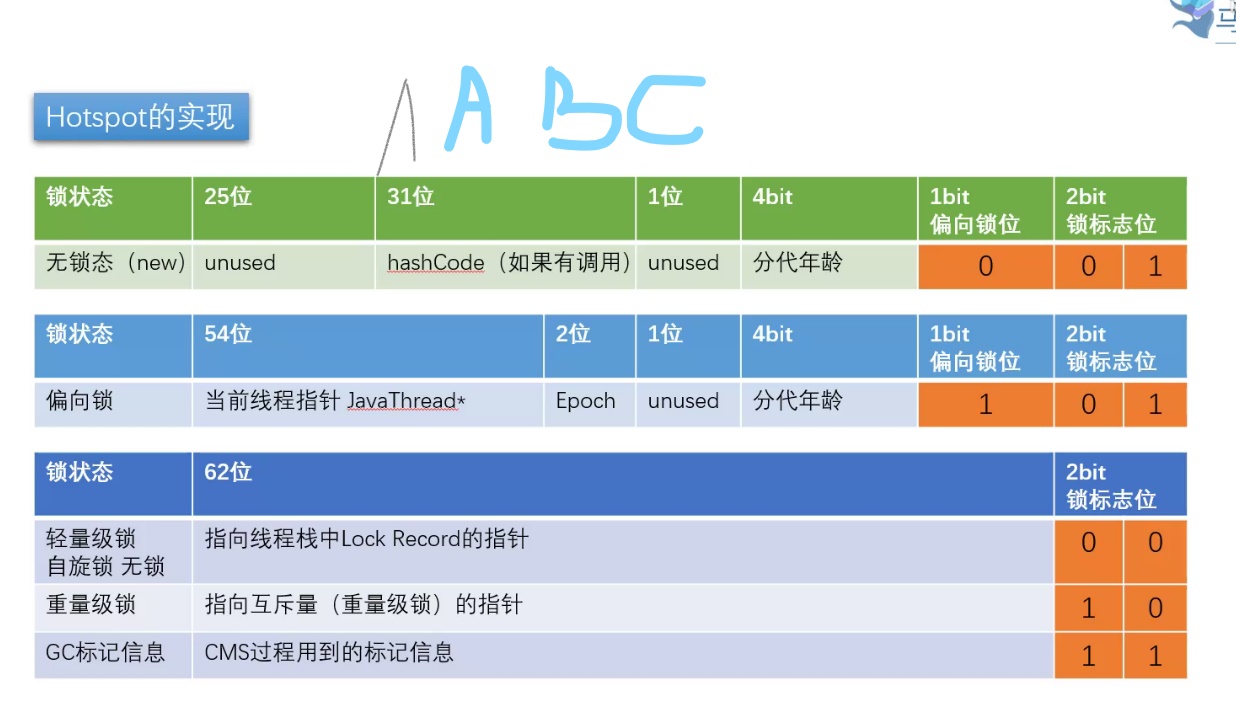 A B C
Hotspot的实现
锁状态 25位 31位 1位 4bit 1bit 偏向锁位 2bit 锁标志位
无锁态（new） unused hashCode（如果有调用） unused 分代年龄 0 0 1
锁状态 54位 2位 1位 4bit 1bit 偏向锁位 2bit 锁标志位
偏向锁 当前线程指针 JavaThread* Epoch unused 分代年龄 1 0 1
锁状态 62位 2bit 锁标志位
轻量级锁 自旋锁 无锁 指向线程栈中Lock Record的指针 0 0
重量级锁 指向互斥量（重量级锁）的指针 1 0
GC标记信息 CMS过程用到的标记信息 1 1